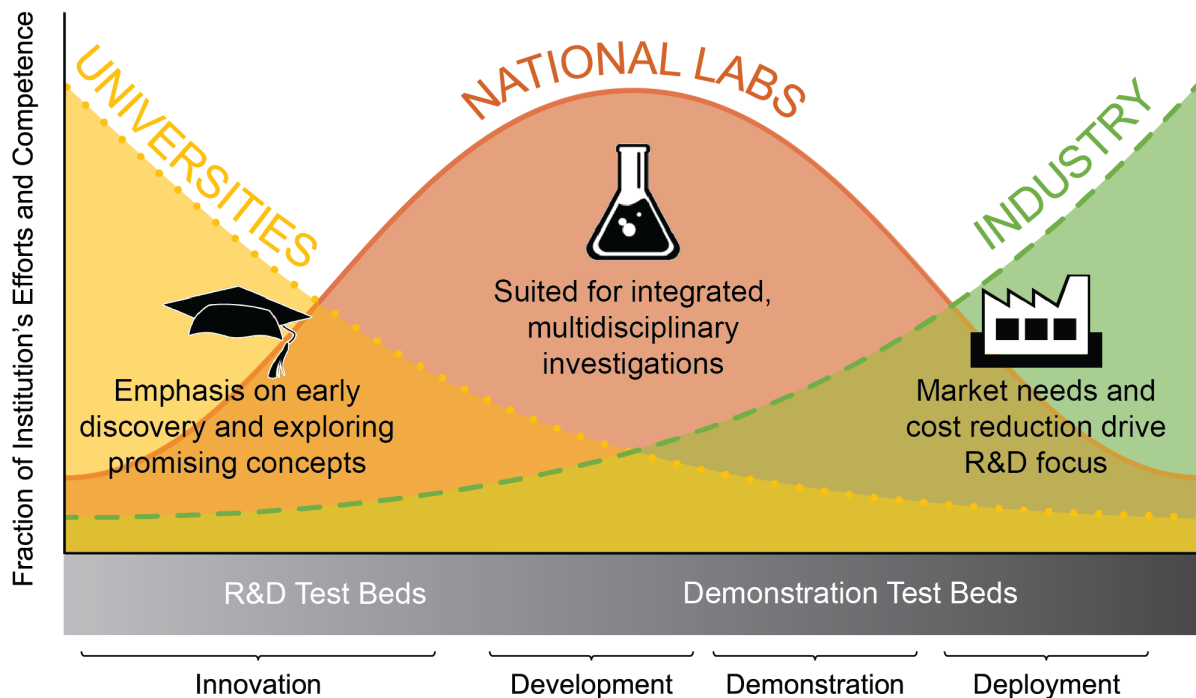 Fraction of Institution's Efforts and Competence
UNIVERSITIES
NATIONAL LABS
INDUSTRY
Emphasis on early
discovery and exploring
promising concepts
Suited for integrated,
multidisciplinary
investigations
Market needs and
cost reduction drive
R&D focus
R&D Test Beds
Demonstration Test Beds
Innovation
Development
Demonstration
Deployment